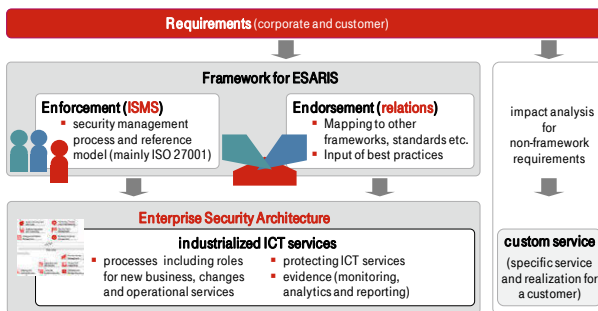 Requirements (corporate and customer)
Framework for ESARIS
Enforcement (ISMS)
▪ security management
process and reference
model (mainly ISO 27001)
Endorsement (relations)
▪ Mapping to other
frameworks, standards etc.
▪ Input of best practices
impact analysis
for
non-framework
requirements
Enterprise Security Architecture
industrialized ICT services
▪ processes including roles
for new business, changes
and operational services
▪ protecting ICT services
▪ evidence (monitoring,
analytics and reporting)
custom service
(specific service
and realization for
a customer)